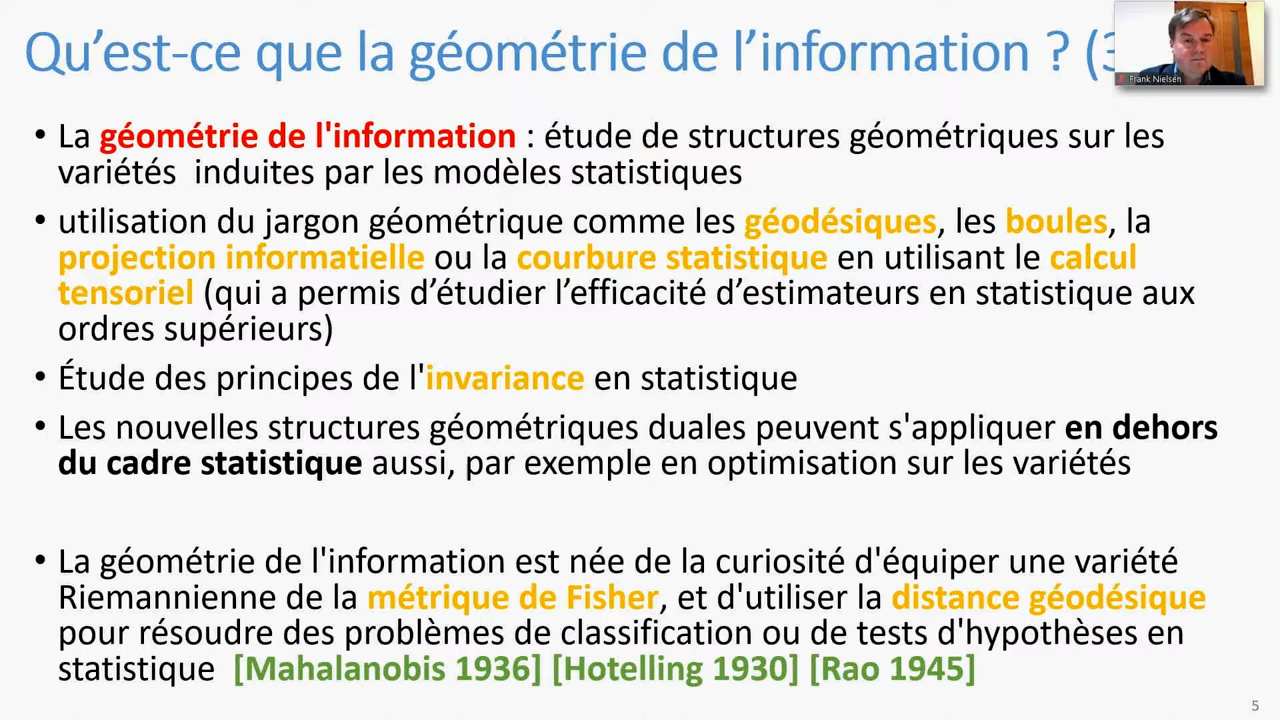 Qu’est-ce que la géométrie de l’information ? (3
Frank Nielsen
• La géométrie de l'information : étude de structures géométriques sur les
variétés induites par les modèles statistiques
• utilisation du jargon géométrique comme les géodésiques, les boules, la
projection informatielle ou la courbure statistique en utilisant le calcul
tensoriel (qui a permis d’étudier l’efficacité d’estimateurs en statistique aux
ordres supérieurs)
• Étude des principes de l'invariance en statistique
• Les nouvelles structures géométriques duales peuvent s'appliquer en dehors
du cadre statistique aussi, par exemple en optimisation sur les variétés
• La géométrie de l'information est née de la curiosité d'équiper une variété
Riemannienne de la métrique de Fisher, et d'utiliser la distance géodésique
pour résoudre des problèmes de classification ou de tests d'hypothèses en
statistique [Mahalanobis 1936] [Hotelling 1930] [Rao 1945]
5